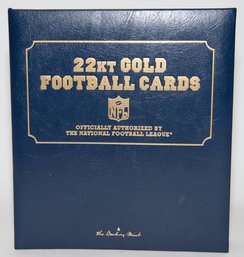 22KT GOLD
FOOTBALL CARDS
NFL
OFFICIALLY AUTHORIZED BY
THE NATIONAL FOOTBALL LEAGUE®
The Danbury Mint